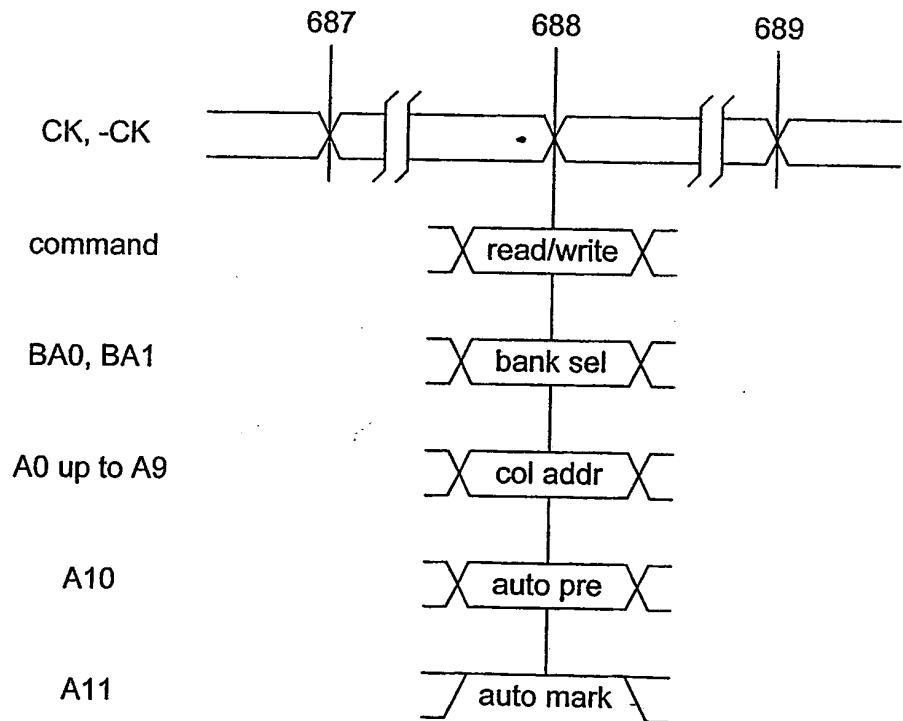 687 688 689
CK, -CK
command read/write
BA0, BA1 bank sel
A0 up to A9 col addr
A10 auto pre
A11 auto mark